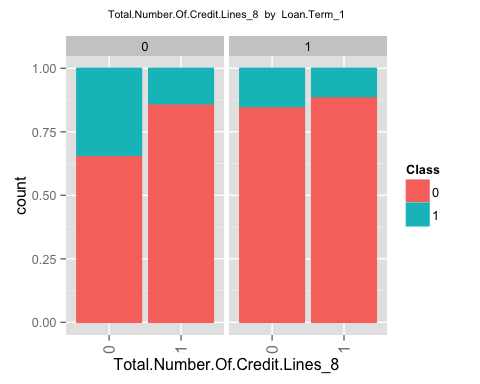 Total.Number.Of.Credit.Lines_8 by Loan.Term_1
0 1
1.00
0.75
0.50
0.25
0.00
count
0 1 0 1
Total.Number.Of.Credit.Lines_8
Class
0
1